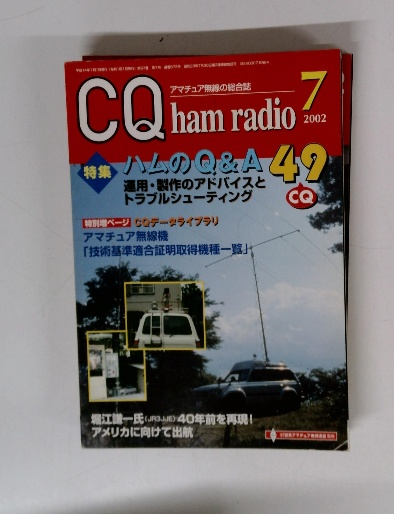 アマチュア無線の総合誌
CQ ham radio
7
2002
特集
ハムのQ&A 49
CQ
運用・製作のアドバイスと
トラブルシューティング
特別増ページ CQデータライブラリ
アマチュア無線機
「技術基準適合証明取得機種一覧」
堀江謙一氏(JR3JJE)40年前を再現!
アメリカに向けて出航